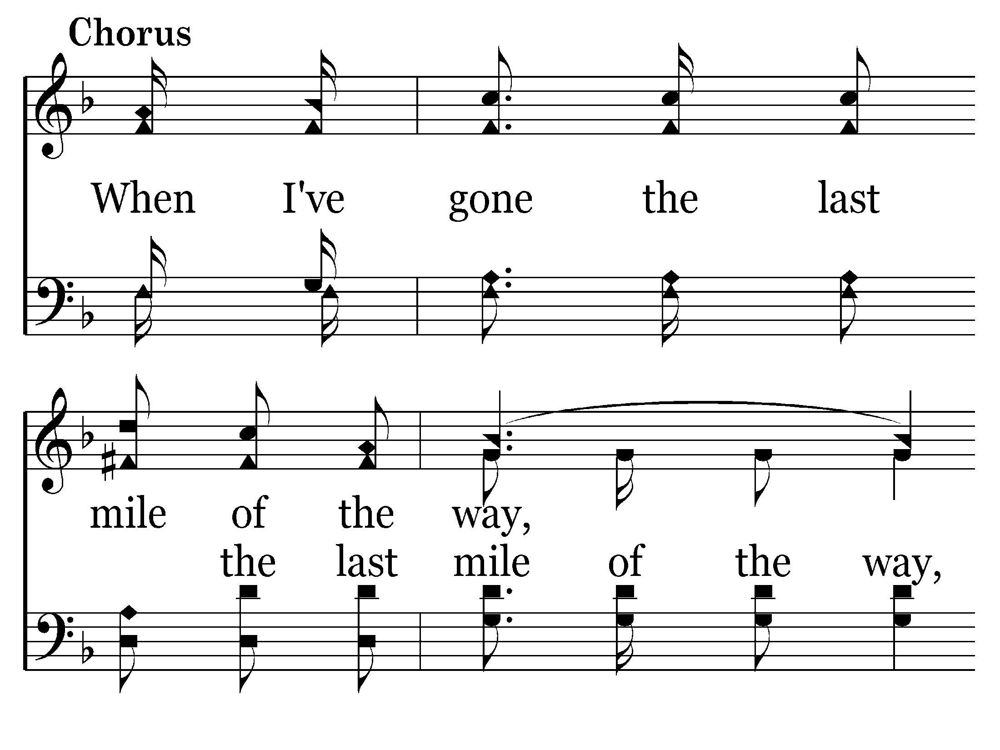 Chorus
When I've gone the last
mile of the way,
the last mile of the way,